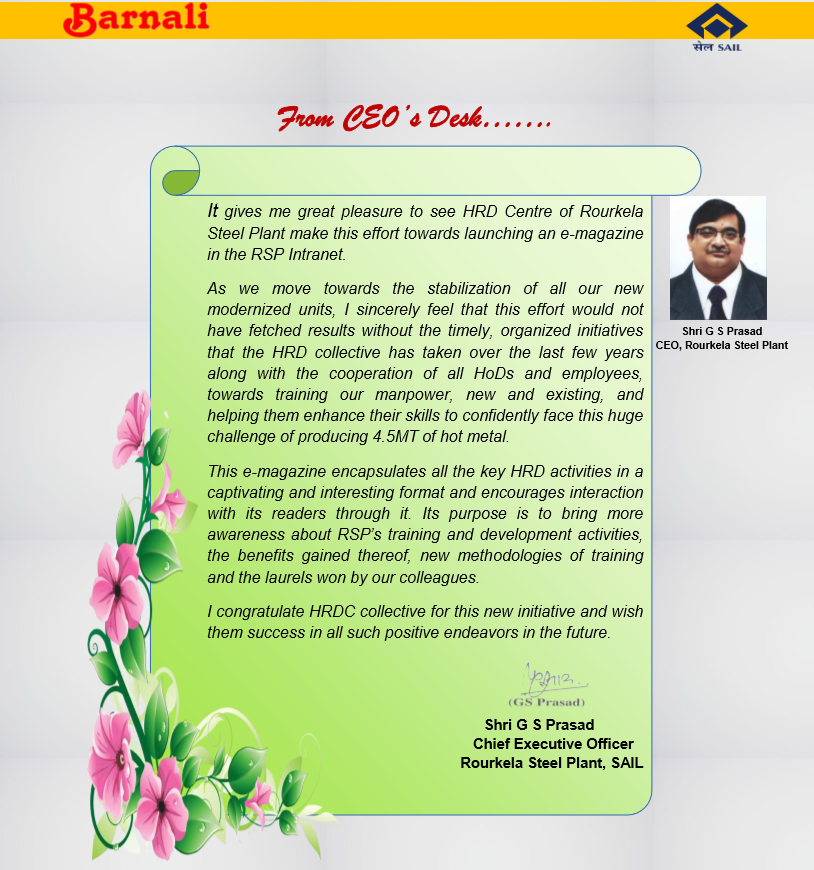 Barnali
सेल SAIL
From CEO's Desk.......
It gives me great pleasure to see HRD Centre of Rourkela
Steel Plant make this effort towards launching an e-magazine
in the RSP Intranet.
As we move towards the stabilization of all our new
modernized units, I sincerely feel that this effort would not
have fetched results without the timely, organized initiatives
that the HRD collective has taken over the last few years
along with the cooperation of all HoDs and employees,
towards training our manpower, new and existing, and
helping them enhance their skills to confidently face this huge
challenge of producing 4.5MT of hot metal.
This e-magazine encapsulates all the key HRD activities in a
captivating and interesting format and encourages interaction
with its readers through it. Its purpose is to bring more
awareness about RSP's training and development activities,
the benefits gained thereof, new methodologies of training
and the laurels won by our colleagues.
I congratulate HRDC collective for this new initiative and wish
them success in all such positive endeavors in the future.
(GS Prasad)
Shri G S Prasad
Chief Executive Officer
Rourkela Steel Plant, SAIL
Shri G S Prasad
CEO, Rourkela Steel Plant